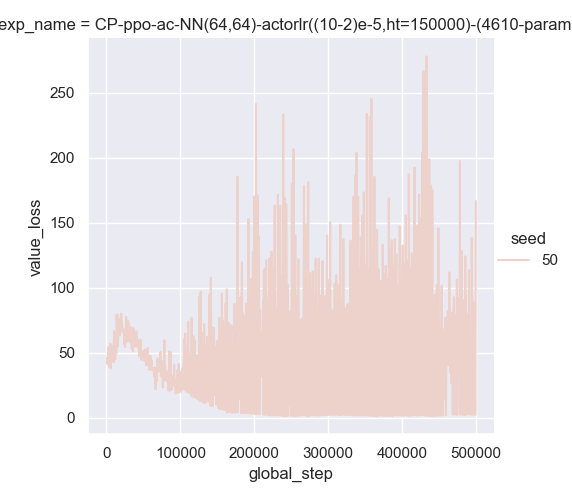 exp_name = CP-ppo-ac-NN(64,64)-actorlr((10-2)e-5,ht=150000)-(4610-param
value_loss
250
200
150
100
50
0
0 100000 200000 300000 400000 500000
global_step
seed
50